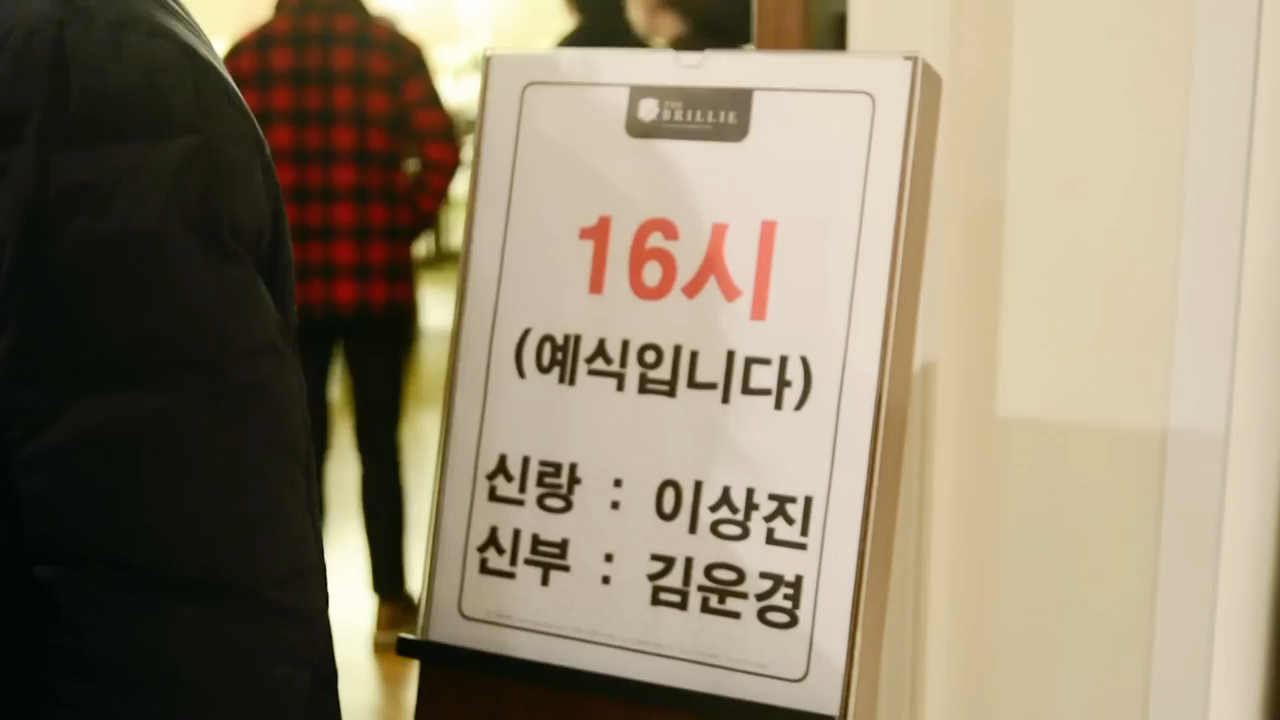 THE
BRILLIE
16시
(예식입니다)
신랑 : 이상진
신부 : 김운경